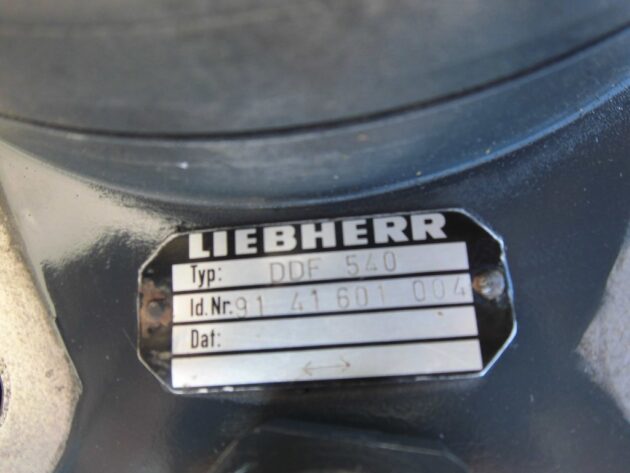 LIEBHERR
Typ: DDF 540
Id.Nr. 91 41 601 004
Dat: